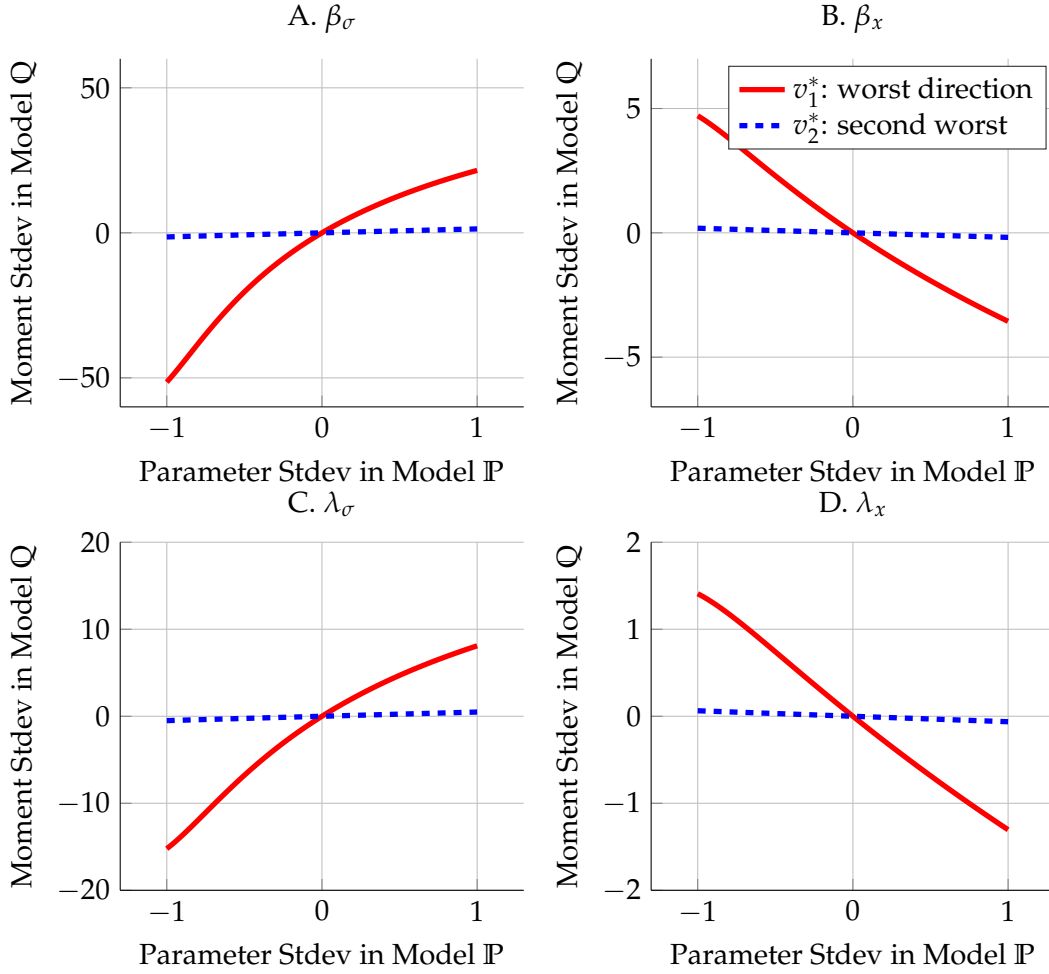 A. βσ
50
0
−50
−1 0 1
Moment Stdev in Model ℚ
Parameter Stdev in Model ℙ
B. βx
v₁*: worst direction
v₂*: second worst
5
0
−5
−1 0 1
Moment Stdev in Model ℚ
Parameter Stdev in Model ℙ
C. λσ
20
10
0
−10
−20
−1 0 1
Moment Stdev in Model ℚ
Parameter Stdev in Model ℙ
D. λx
2
1
0
−1
−2
−1 0 1
Moment Stdev in Model ℚ
Parameter Stdev in Model ℙ